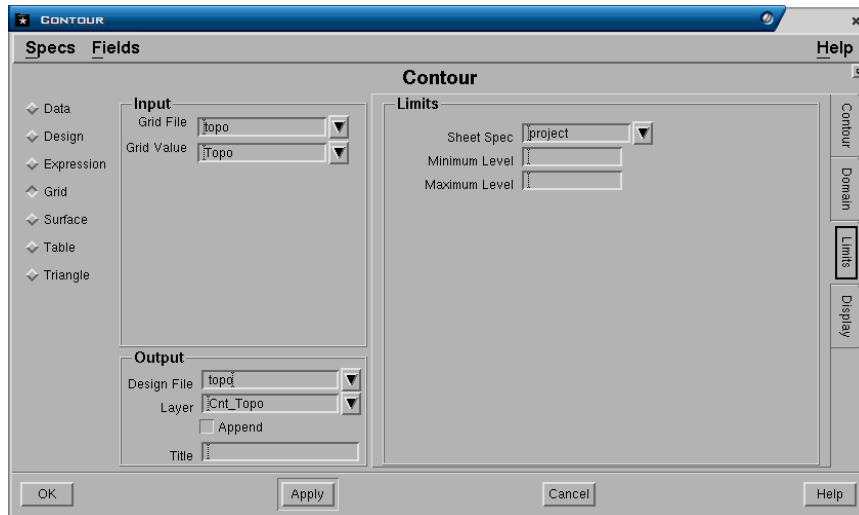 CONTOUR
Specs Fields Help
Contour
Data
Design
Expression
Grid
Surface
Table
Triangle
Input
Grid File topo
Grid Value Topo
Output
Design File topo
Layer Cnt_Topo
Append
Title
Limits
Sheet Spec project
Minimum Level
Maximum Level
Contour
Domain
Limits
Display
OK Apply Cancel Help